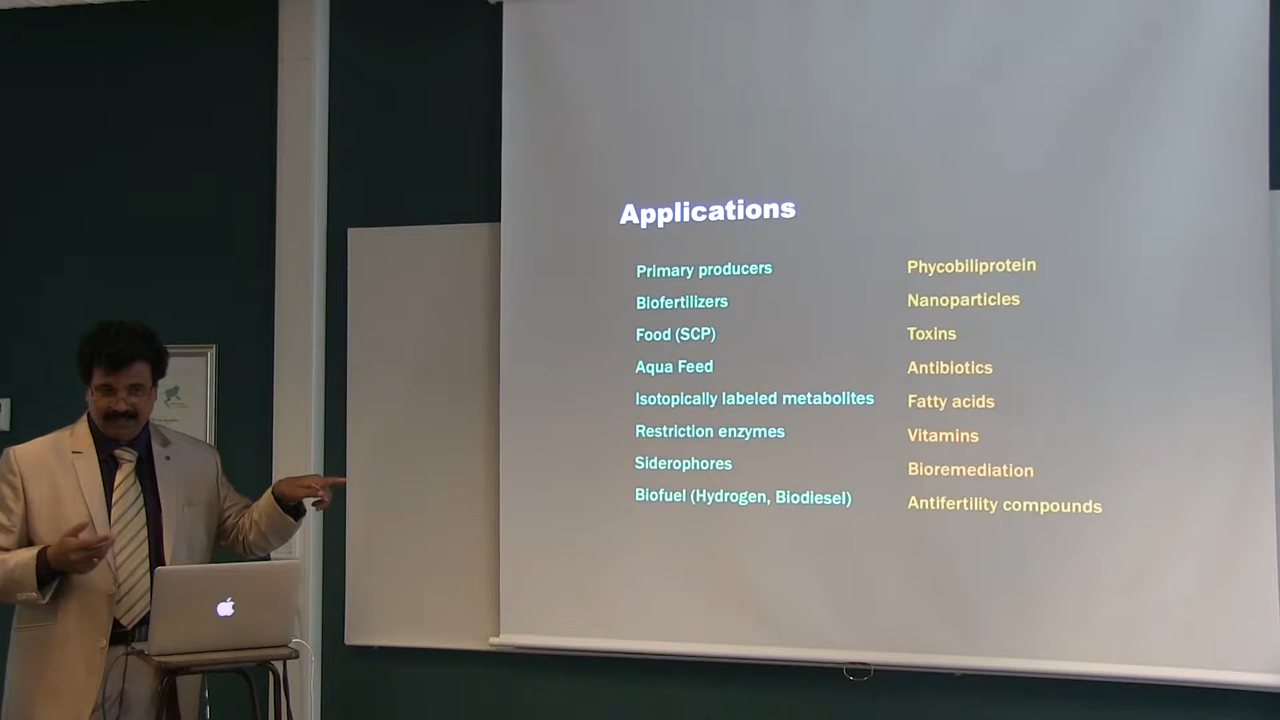 Applications
Primary producers
Biofertilizers
Food (SCP)
Aqua Feed
Isotopically labeled metabolites
Restriction enzymes
Siderophores
Biofuel (Hydrogen, Biodiesel)
Phycobiliprotein
Nanoparticles
Toxins
Antibiotics
Fatty acids
Vitamins
Bioremediation
Antifertility compounds